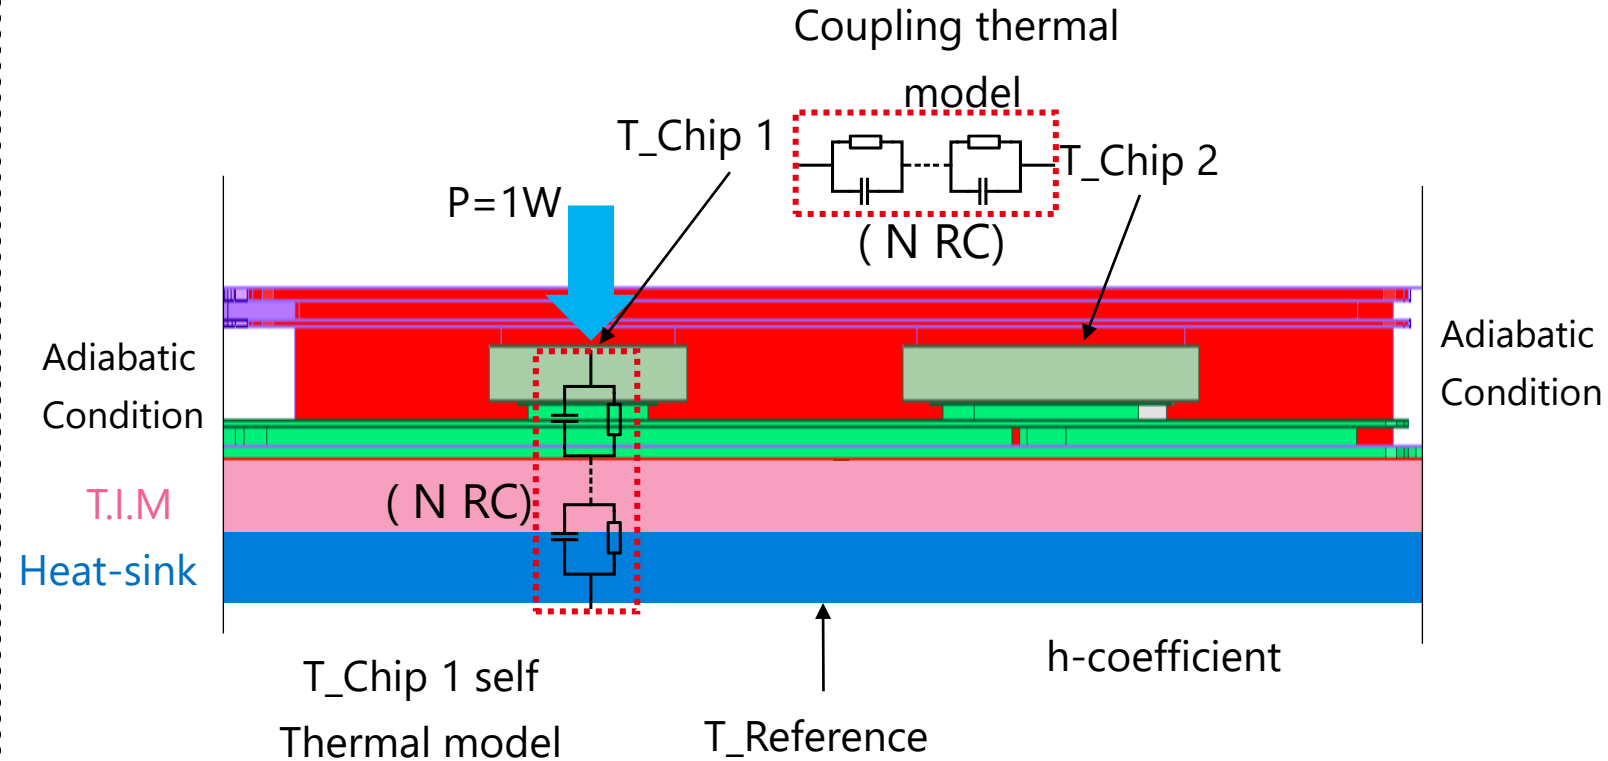 Coupling thermal
model
T_Chip 1
T_Chip 2
P=1W
( N RC)
Adiabatic
Condition
Adiabatic
Condition
T.I.M
( N RC)
Heat-sink
h-coefficient
T_Chip 1 self
Thermal model
T_Reference